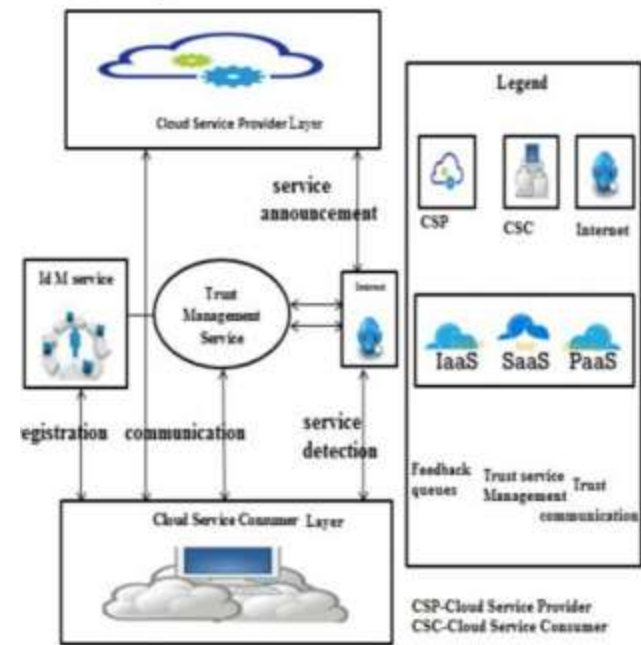 Cloud Service Provider Layer
service
announcement
Id M service
Trust
Management
Service
Internet
egistration communication
service
detection
Cloud Service Consumer Layer
Legend
CSP
CSC
Internet
IaaS SaaS PaaS
Feedback
queues
Trust service
Management
Trust
communication
CSP-Cloud Service Provider
CSC-Cloud Service Consumer